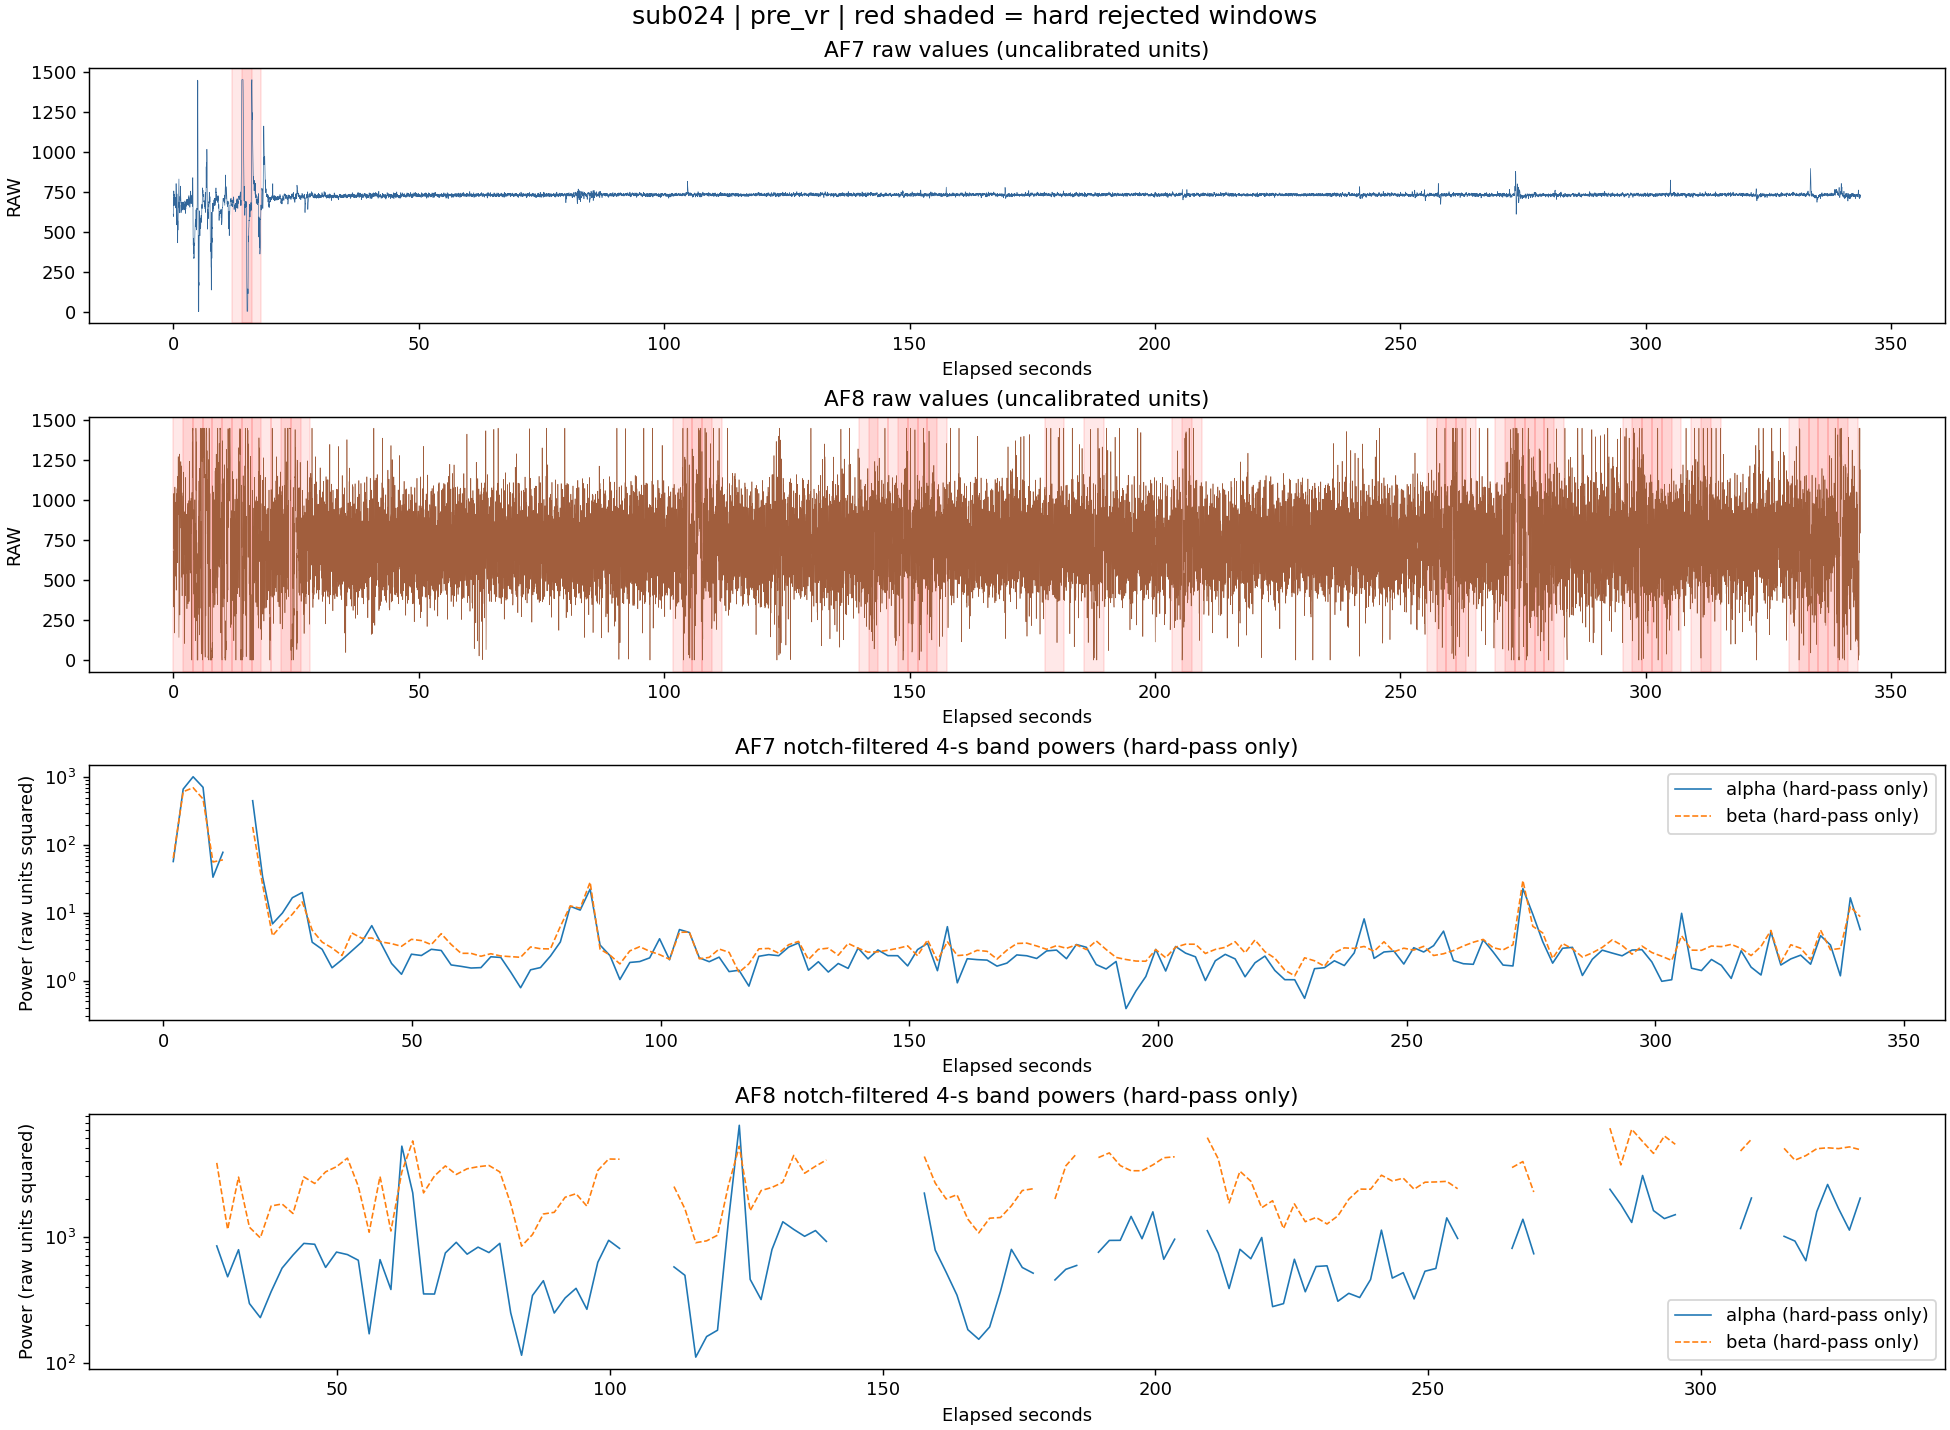 sub024 | pre_vr | red shaded = hard rejected windows
AF7 raw values (uncalibrated units)
1500
1250
1000
750
500
250
0
RAW
0 50 100 150 200 250 300 350
Elapsed seconds
AF8 raw values (uncalibrated units)
1500
1250
1000
750
500
250
0
RAW
0 50 100 150 200 250 300 350
Elapsed seconds
AF7 notch-filtered 4-s band powers (hard-pass only)
10³
10²
10¹
10⁰
Power (raw units squared)
alpha (hard-pass only)
beta (hard-pass only)
0 50 100 150 200 250 300 350
Elapsed seconds
AF8 notch-filtered 4-s band powers (hard-pass only)
10³
10²
Power (raw units squared)
alpha (hard-pass only)
beta (hard-pass only)
50 100 150 200 250 300
Elapsed seconds